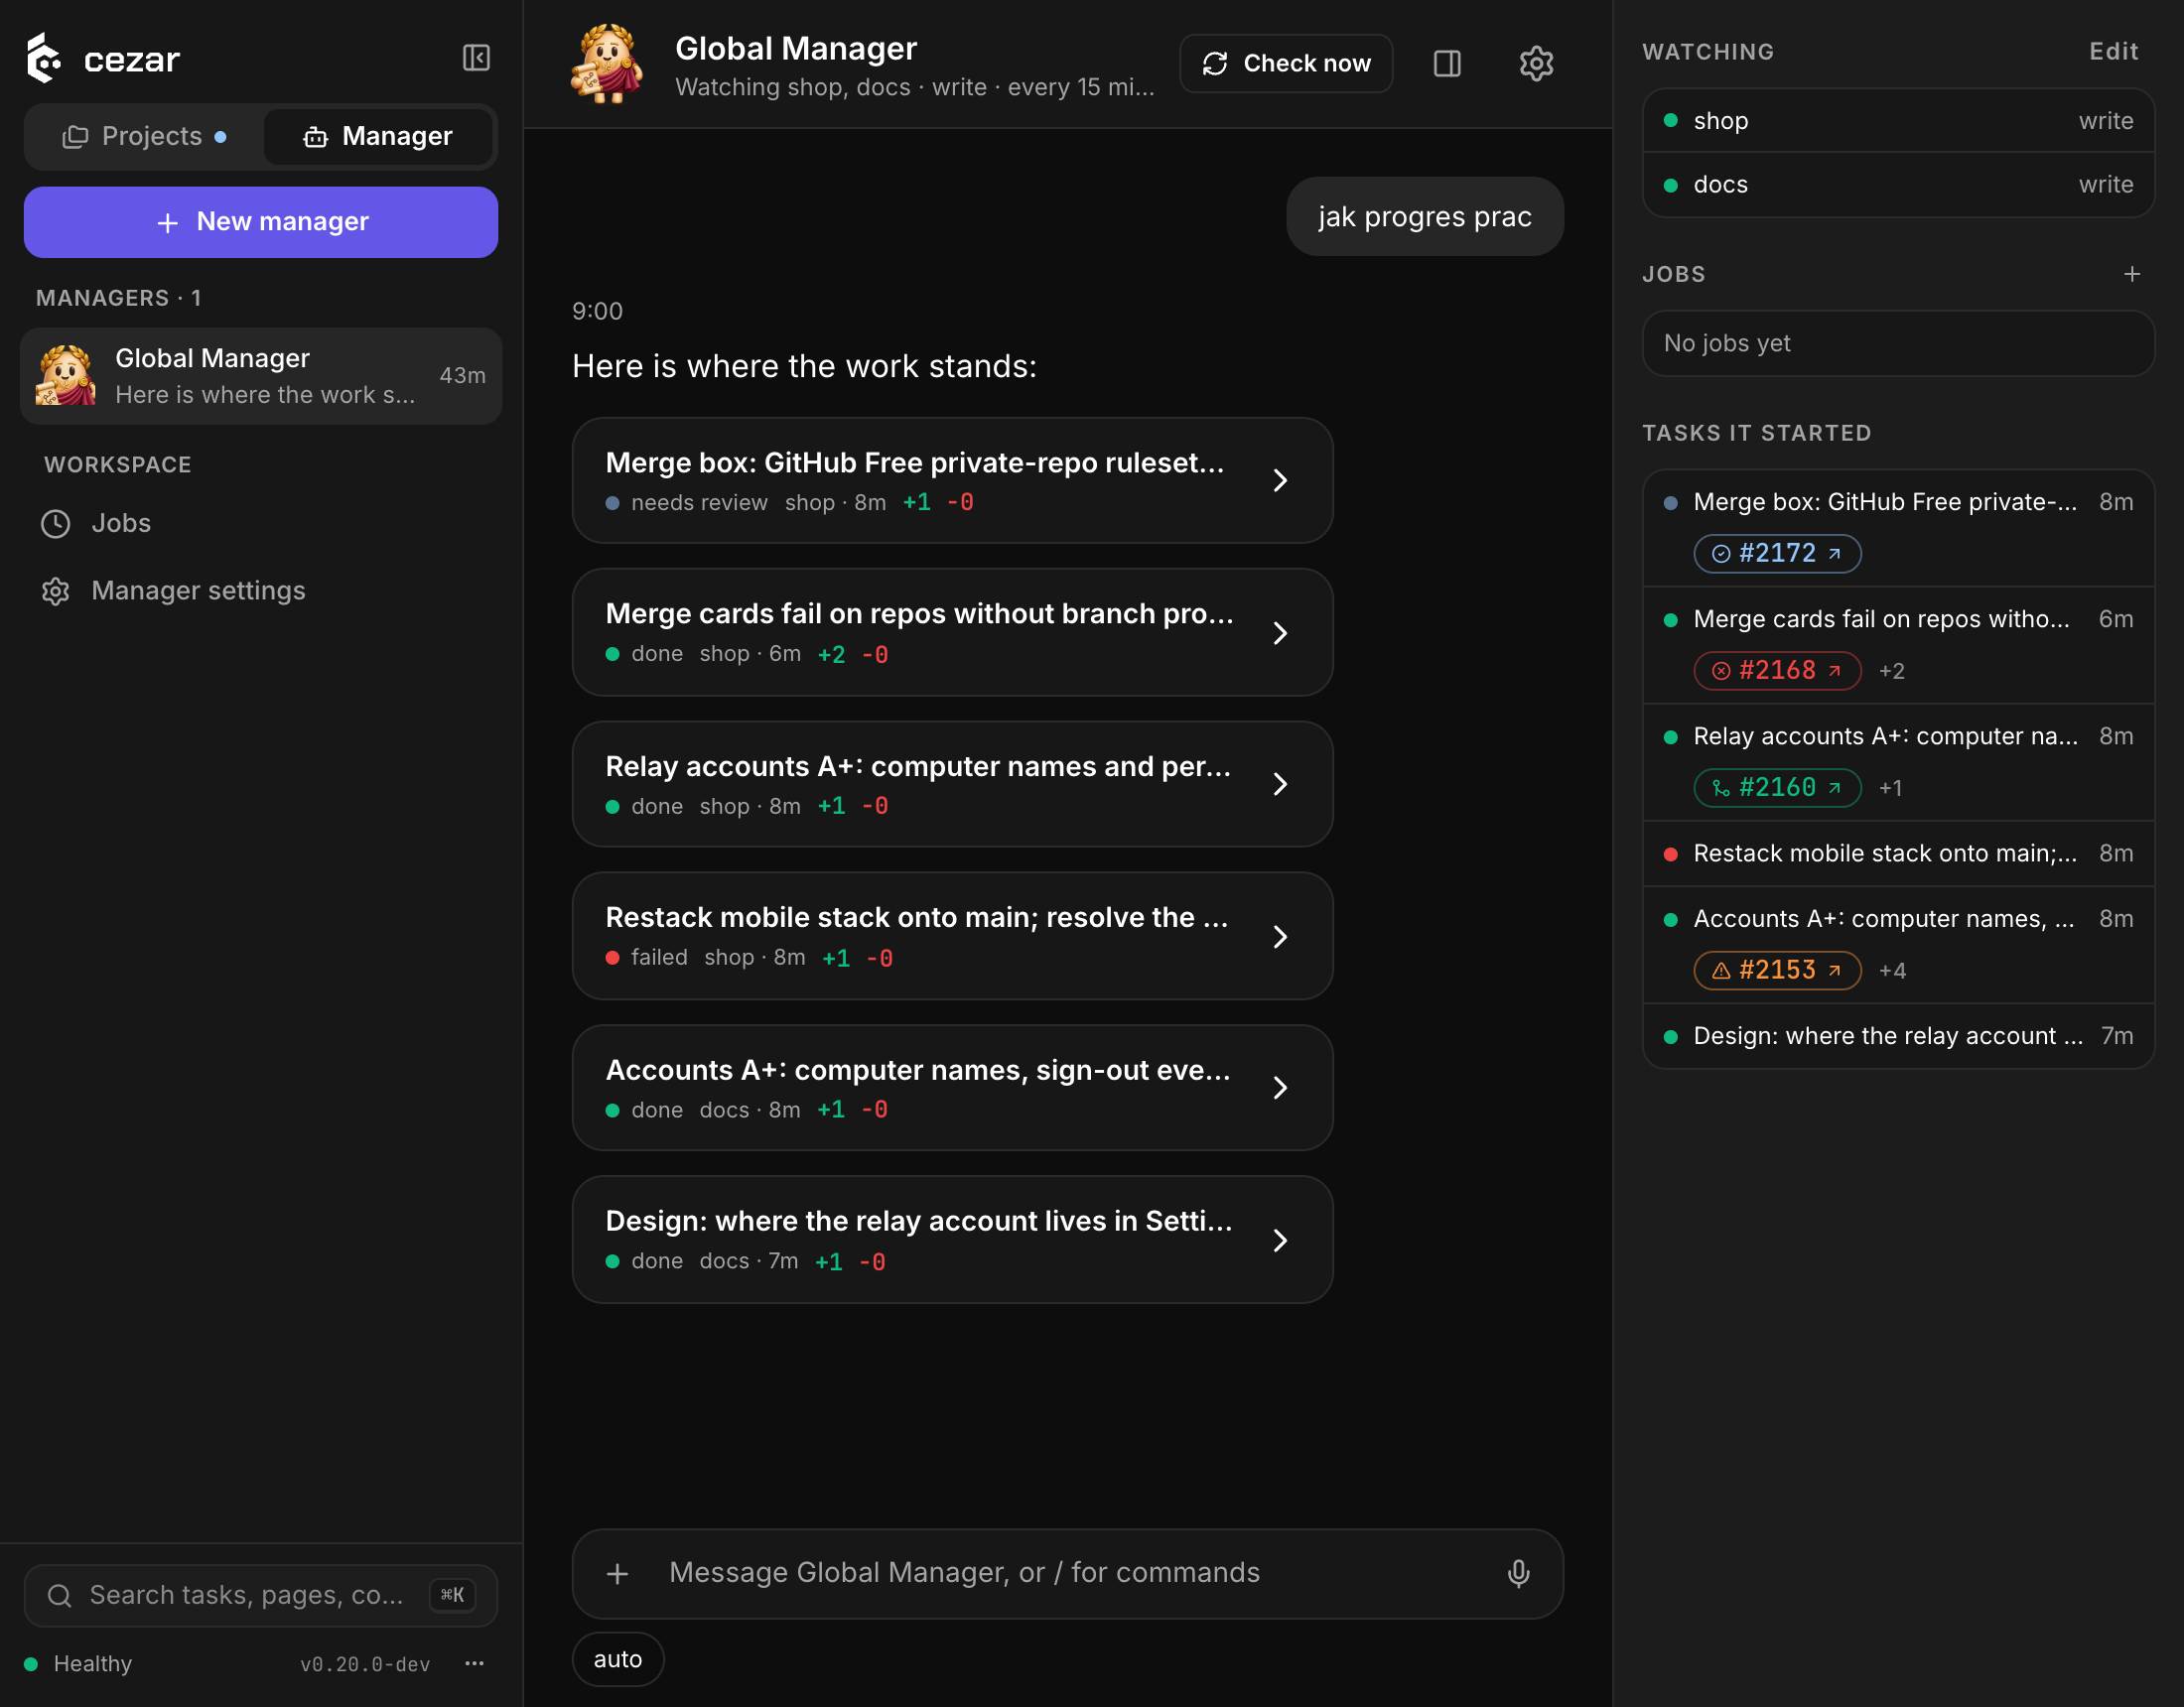 cezar
Projects
Manager
New manager
MANAGERS · 1
Global Manager
Here is where the work s...
43m
WORKSPACE
Jobs
Manager settings
Search tasks, pages, co...
⌘K
Healthy
v0.20.0-dev
Global Manager
Watching shop, docs · write · every 15 mi...
Check now
jak progres prac
9:00
Here is where the work stands:
Merge box: GitHub Free private-repo ruleset...
needs review shop · 8m +1 -0
Merge cards fail on repos without branch pro...
done shop · 6m +2 -0
Relay accounts A+: computer names and per...
done shop · 8m +1 -0
Restack mobile stack onto main; resolve the ...
failed shop · 8m +1 -0
Accounts A+: computer names, sign-out eve...
done docs · 8m +1 -0
Design: where the relay account lives in Setti...
done docs · 7m +1 -0
Message Global Manager, or / for commands
auto
WATCHING
Edit
shop write
docs write
JOBS
No jobs yet
TASKS IT STARTED
Merge box: GitHub Free private-... 8m
#2172
Merge cards fail on repos witho... 6m
#2168 +2
Relay accounts A+: computer na... 8m
#2160 +1
Restack mobile stack onto main;... 8m
Accounts A+: computer names, ... 8m
#2153 +4
Design: where the relay account ... 7m